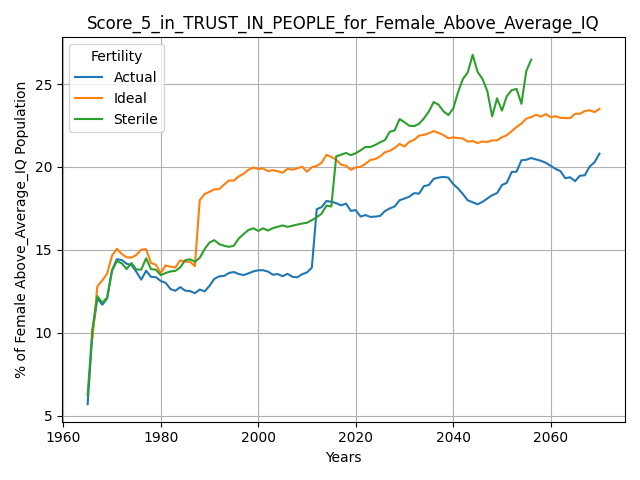 Score_5_in_TRUST_IN_PEOPLE_for_Female_Above_Average_IQ
Fertility
Actual
Ideal
Sterile
% of Female Above_Average_IQ Population
25
20
15
10
5
1960 1980 2000 2020 2040 2060
Years